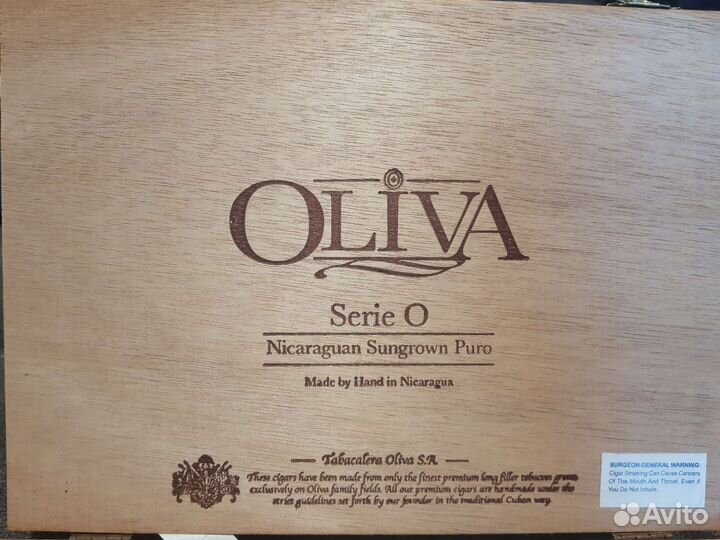 OLIVA
Serie O
Nicaraguan Sungrown Puro
Made by Hand in Nicaragua
Tabacalera Oliva S.A.
These cigars have been made from only the finest premium long filler tobaccos grown
exclusively on Oliva family fields. All our premium cigars are handmade under the
strict guidelines set forth by our founder in the traditional Cuban way.
SURGEON GENERAL WARNING:
Cigar Smoking Can Cause Cancers
Of The Mouth And Throat, Even if
You Do Not Inhale.
Avito